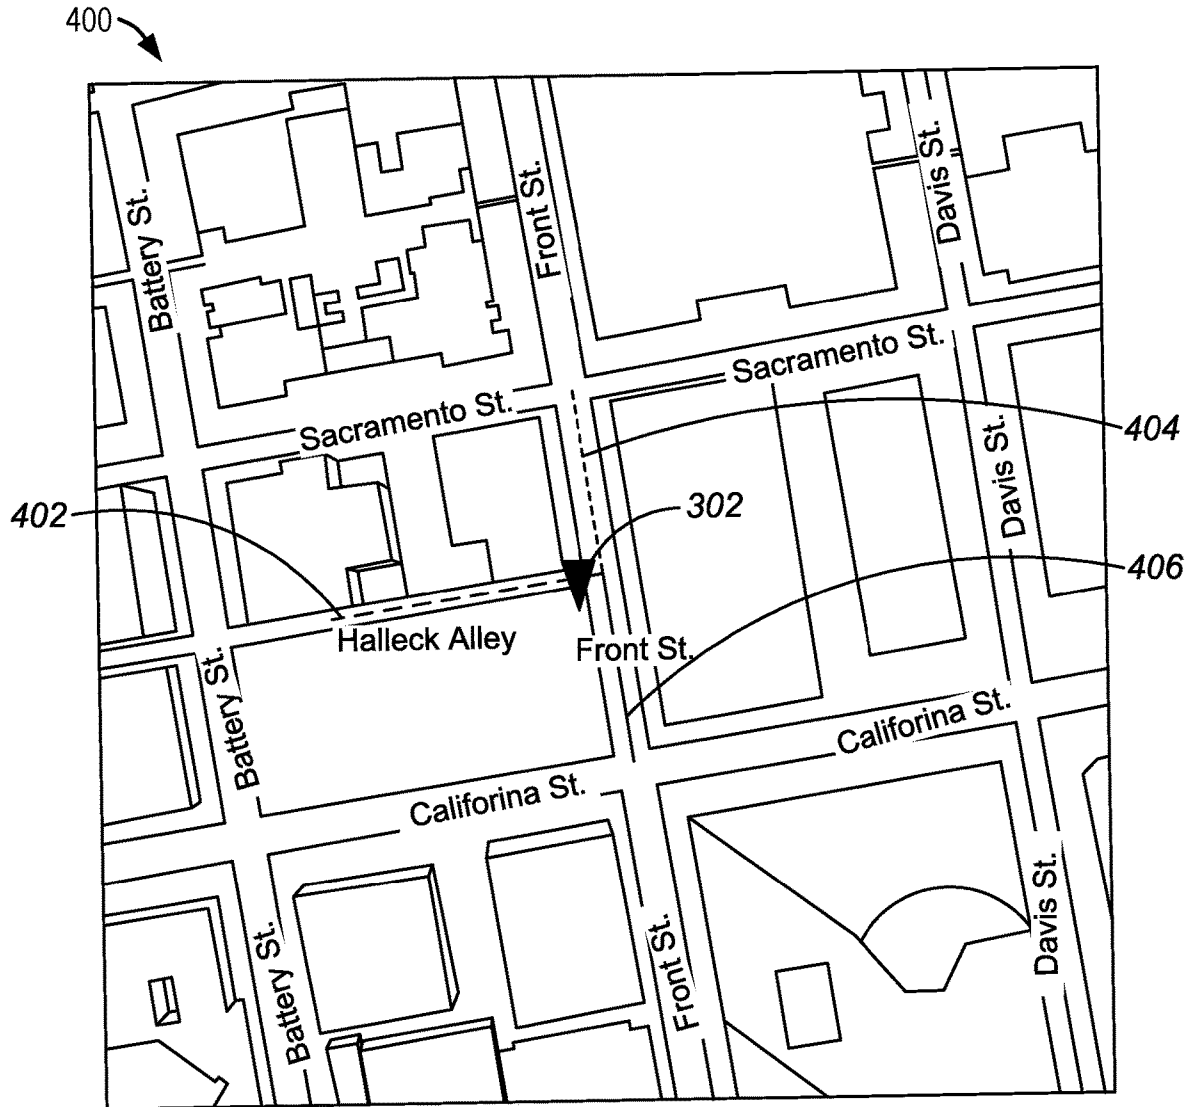 400
Battery St.
Front St.
Davis St.
Sacramento St.
Sacramento St.
404
Davis St.
402
302
406
Halleck Alley
Front St.
Battery St.
Califorina St.
Califorina St.
Davis St.
Battery St.
Front St.